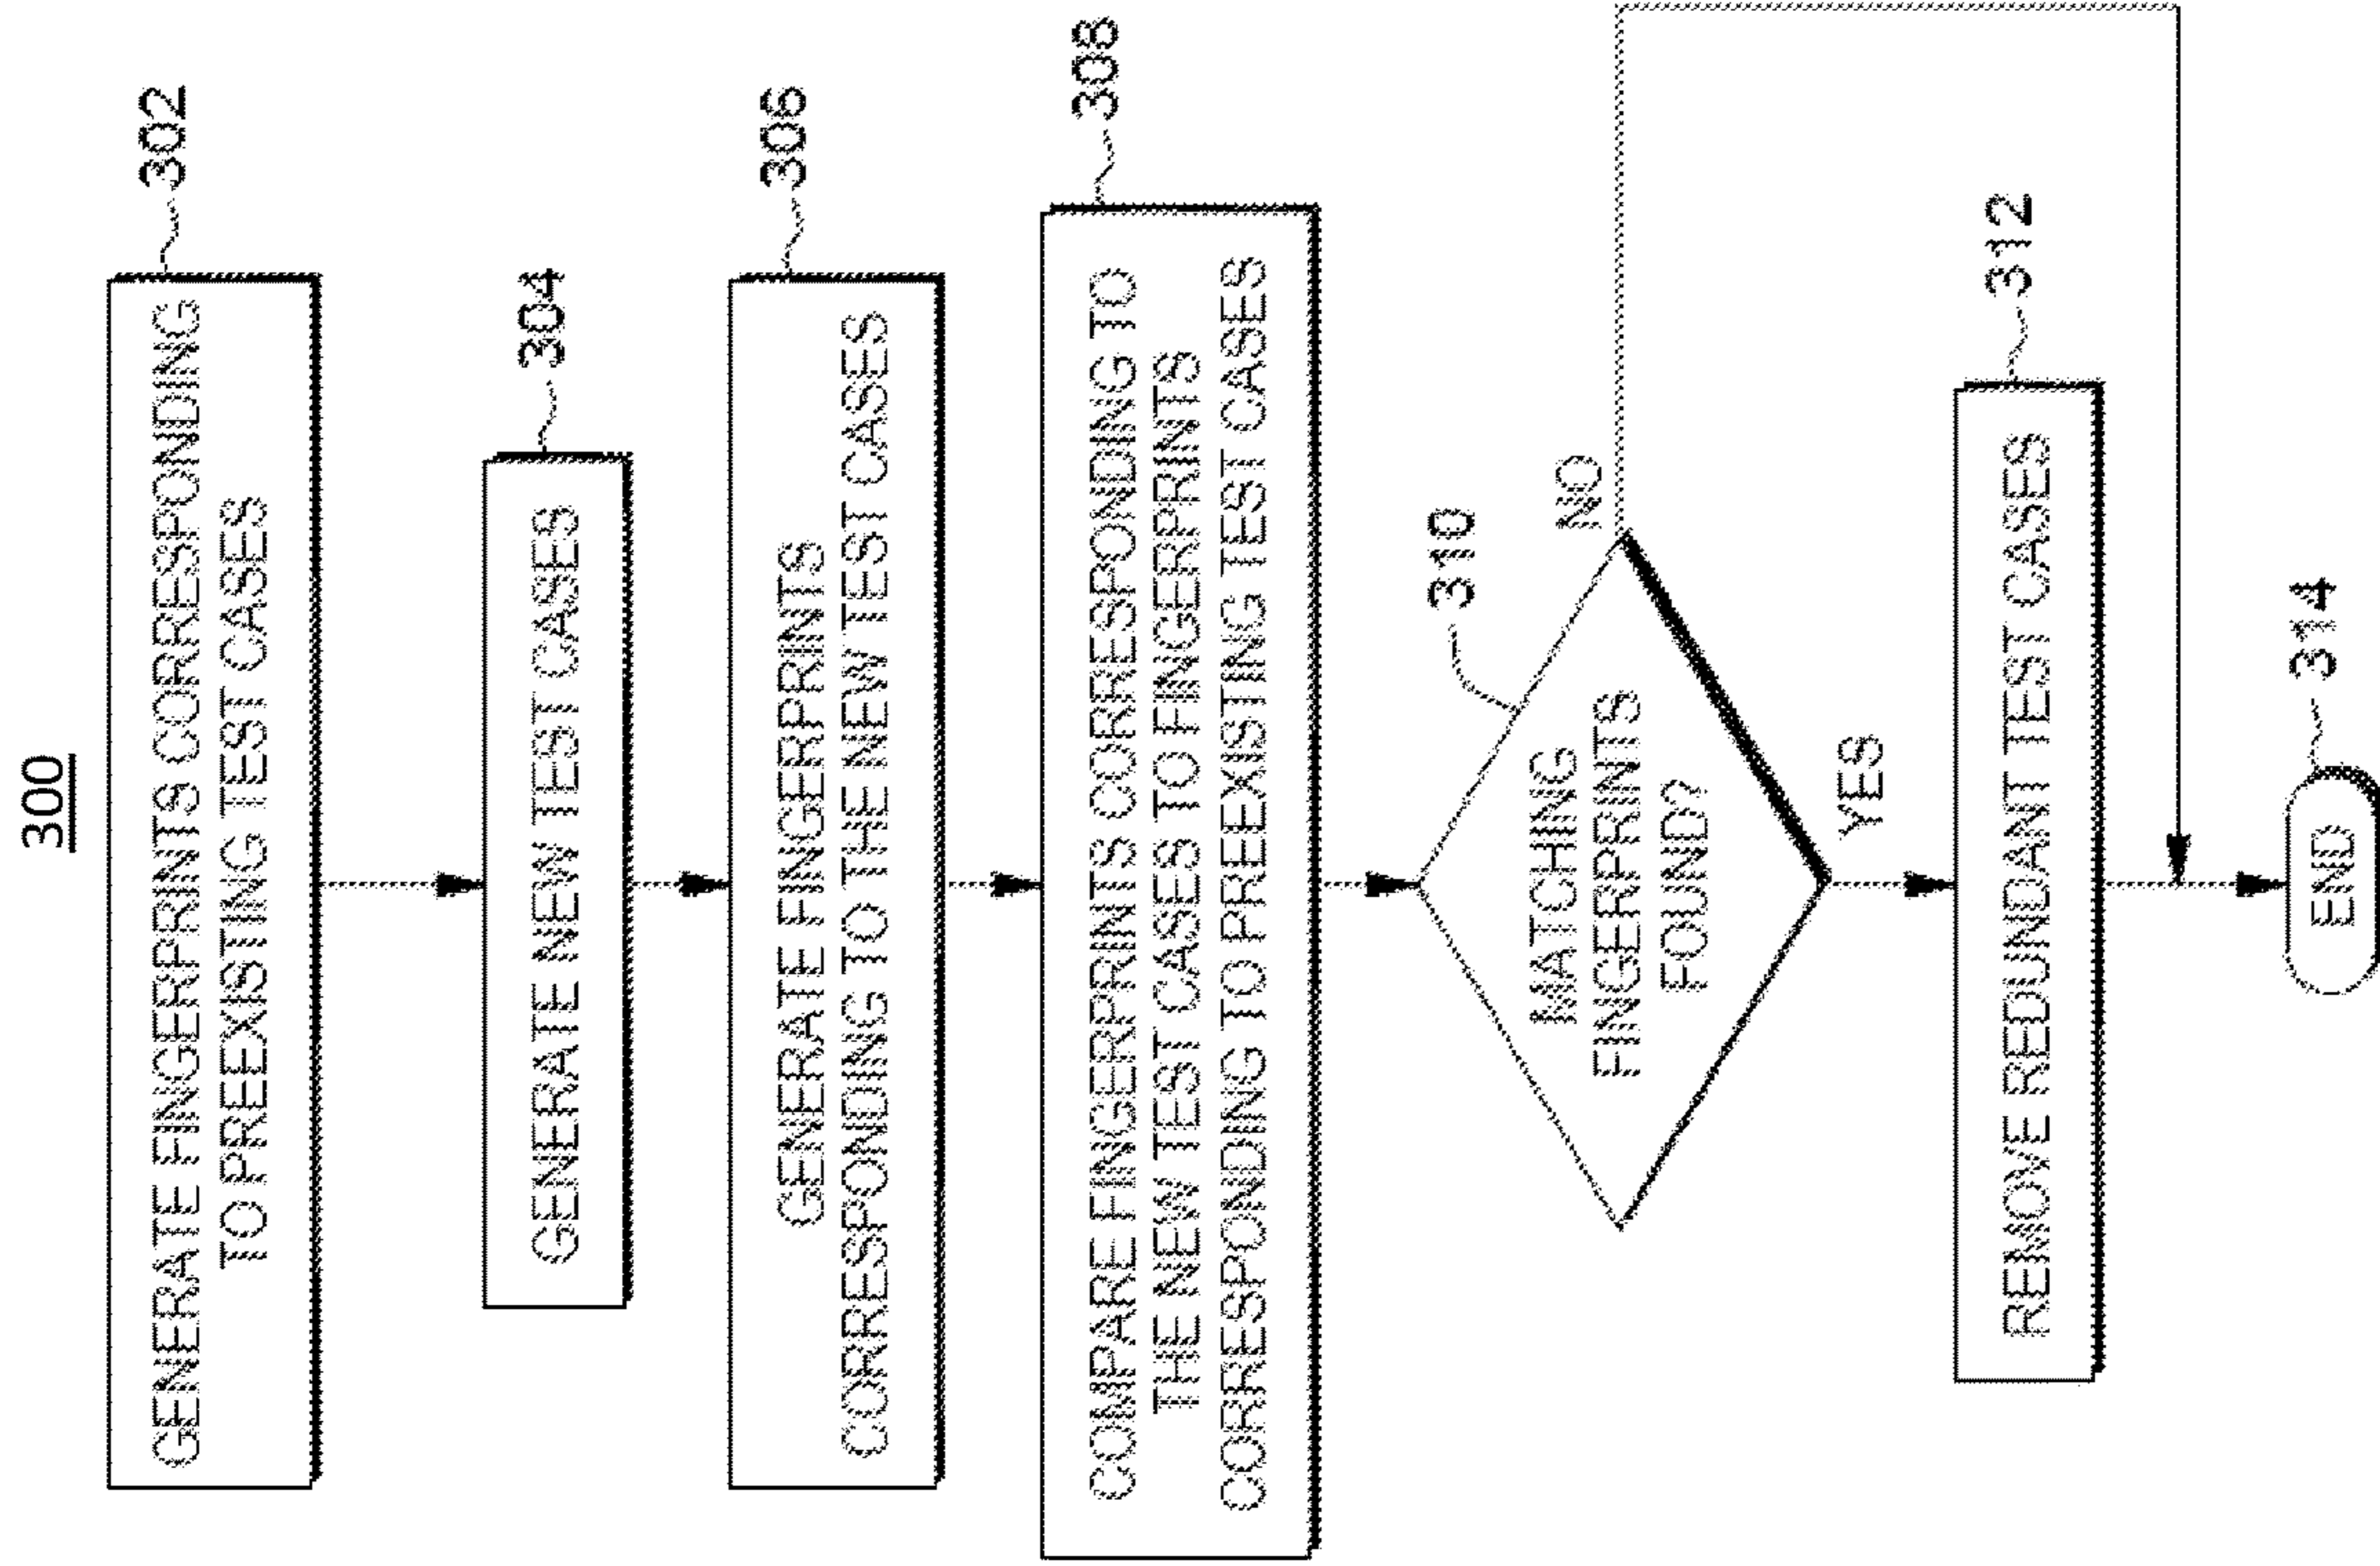 300
GENERATE FINGERPRINTS CORRESPONDING
TO PREEXISTING TEST CASES
302
GENERATE NEW TEST CASES
304
GENERATE FINGERPRINTS
CORRESPONDING TO THE NEW TEST CASES
306
COMPARE FINGERPRINTS CORRESPONDING TO
THE NEW TEST CASES TO FINGERPRINTS
CORRESPONDING TO PREEXISTING TEST CASES
308
MATCHING
FINGERPRINTS
FOUND?
310
NO
YES
REMOVE REDUNDANT TEST CASES
312
END
314